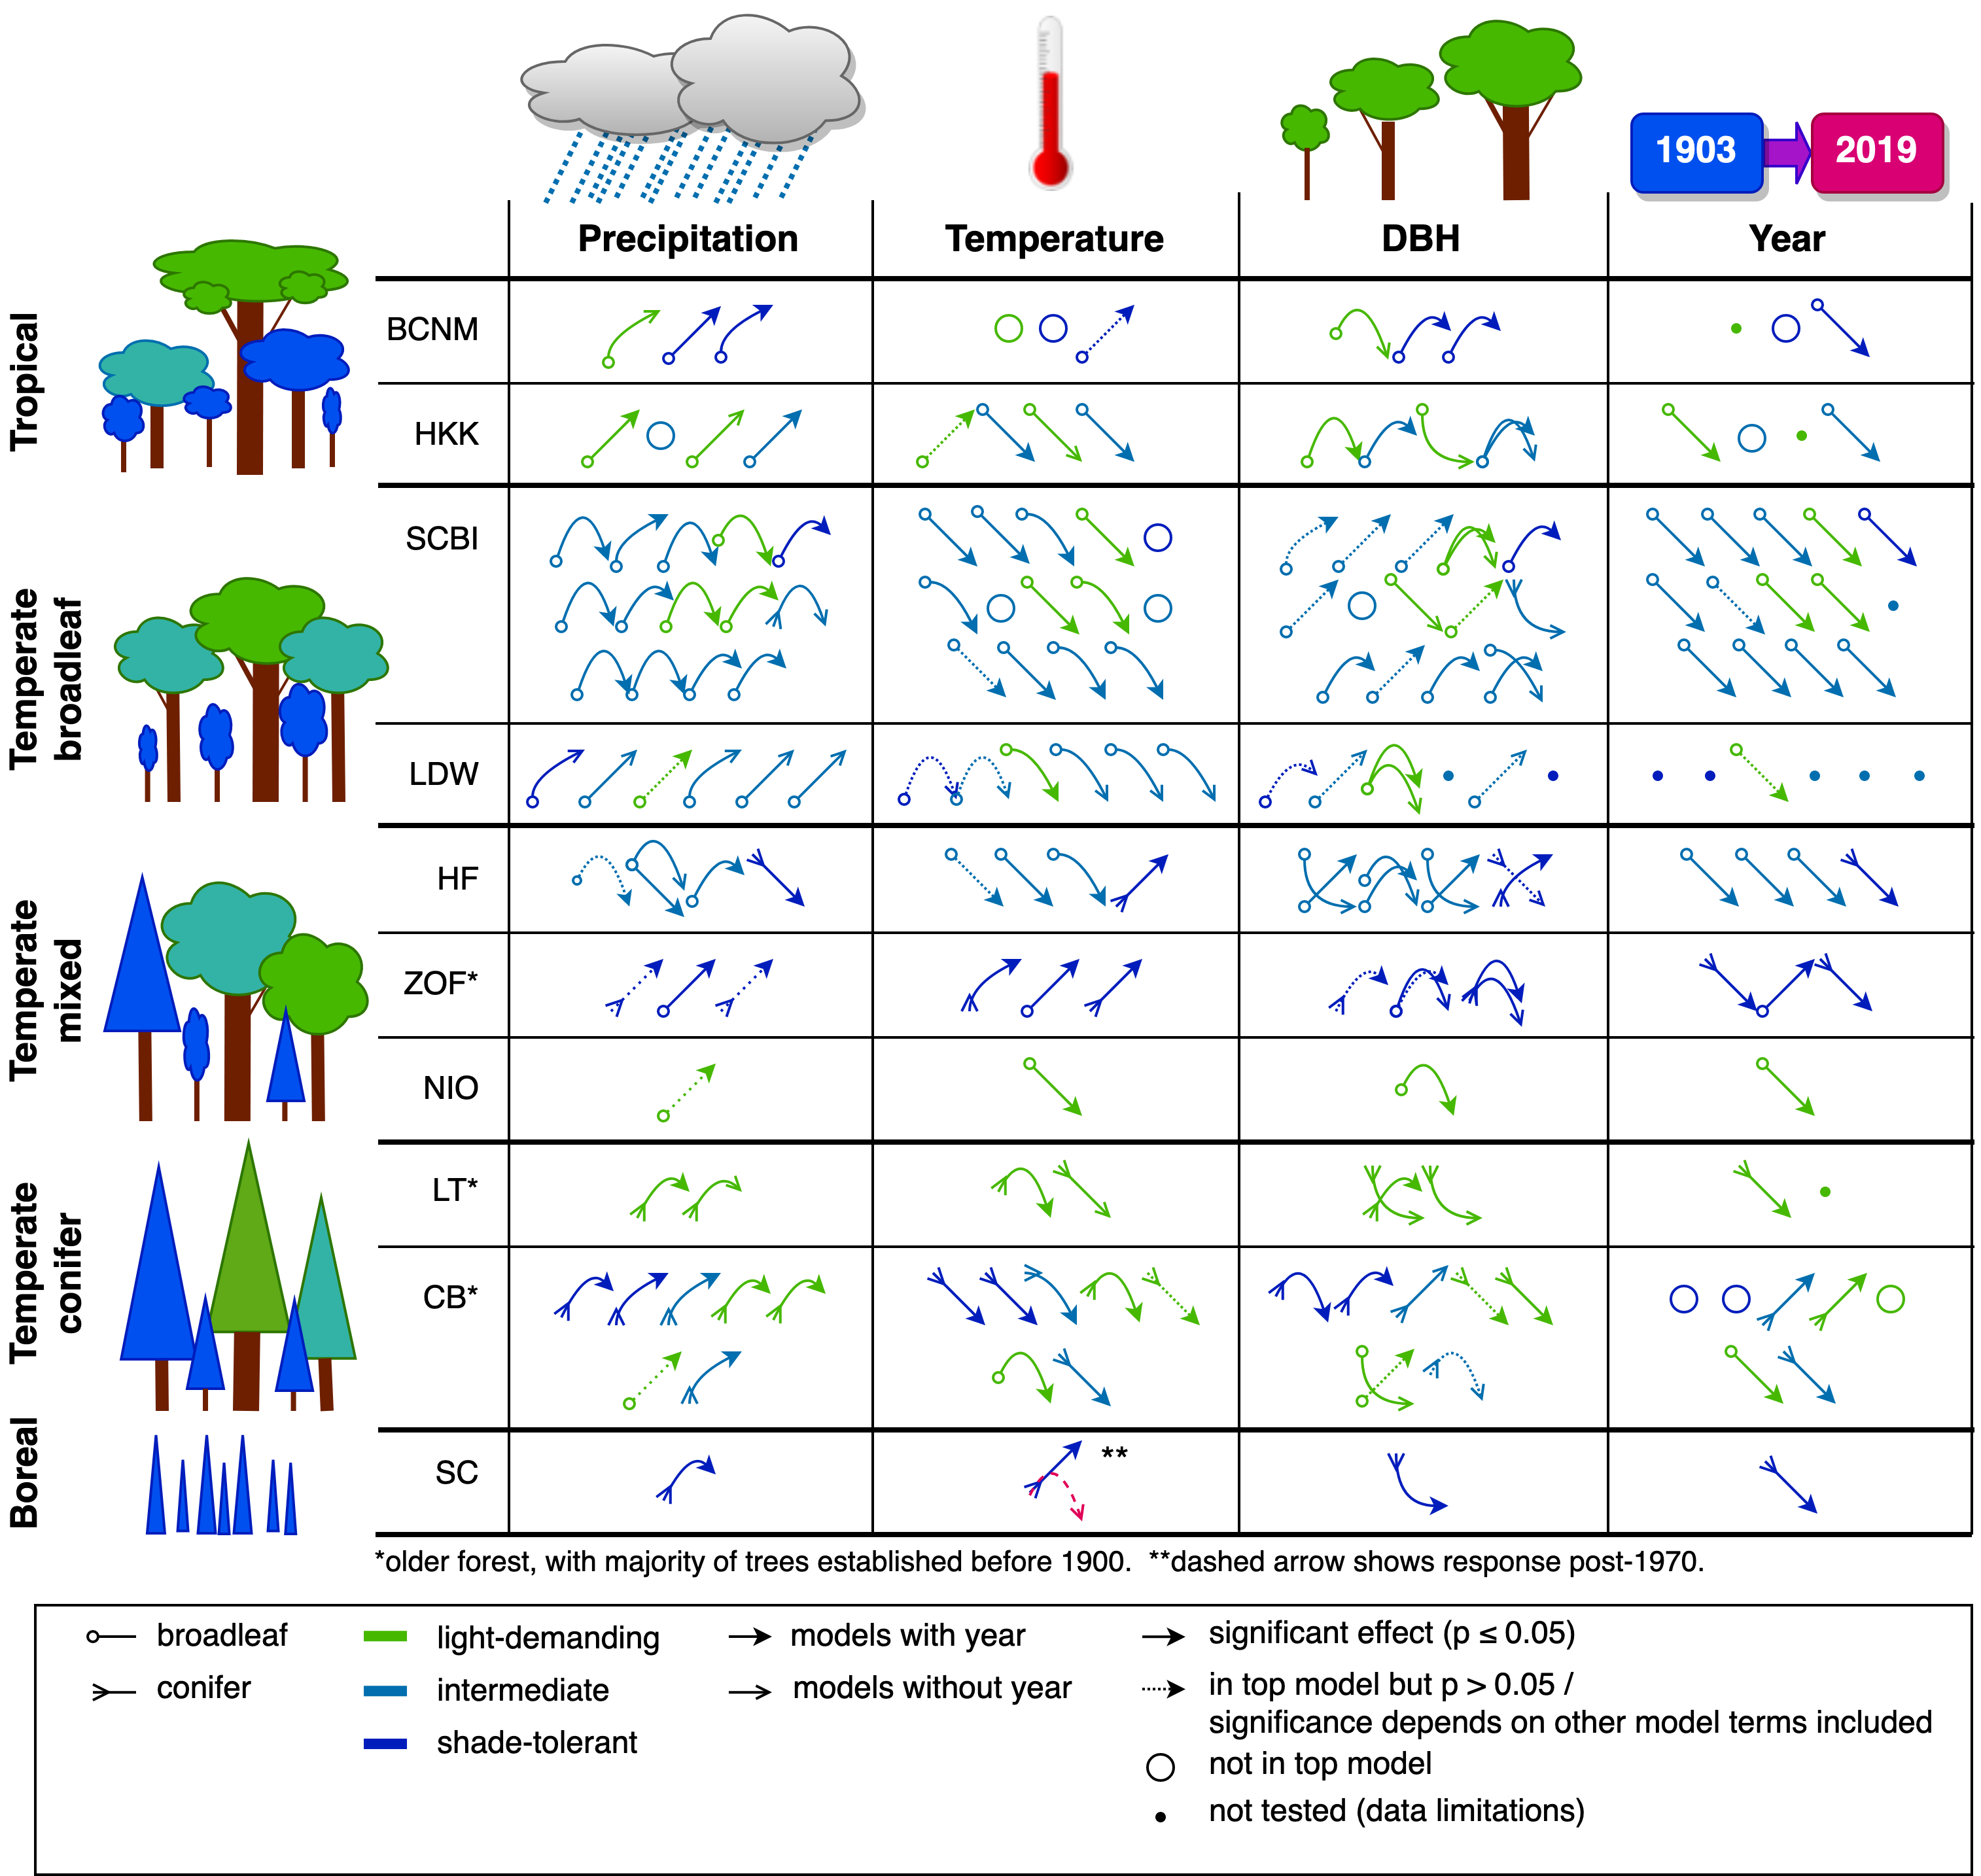 1903
2019
Precipitation
Temperature
DBH
Year
Tropical
BCNM
HKK
Temperate
broadleaf
SCBI
LDW
Temperate
mixed
HF
ZOF*
NIO
Temperate
conifer
LT*
CB*
Boreal
SC
**
*older forest, with majority of trees established before 1900. **dashed arrow shows response post-1970.
broadleaf
conifer
light-demanding
intermediate
shade-tolerant
models with year
models without year
significant effect (p ≤ 0.05)
in top model but p > 0.05 /
significance depends on other model terms included
not in top model
not tested (data limitations)